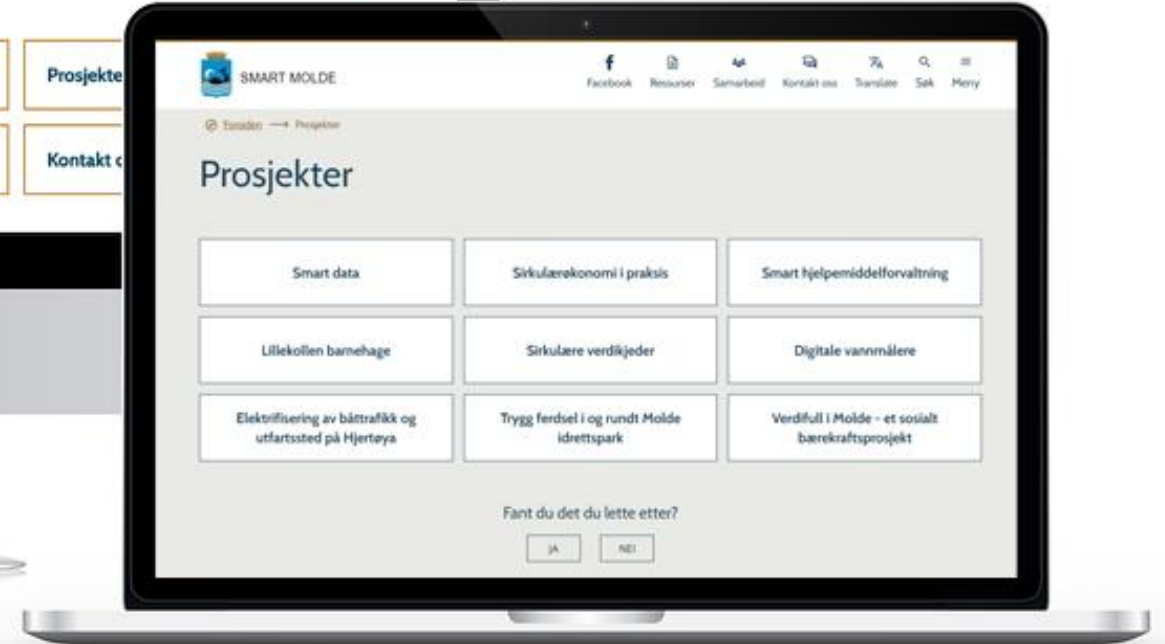 Prosjekte
Kontakt
SMART MOLDE
Facebook
Ressurser
Samarbeid
Kontakt oss
Translate
Søk
Meny
Forsiden → Prosjekter
Prosjekter
Smart data
Sirkulærøkonomi i praksis
Smart hjelpemiddelforvaltning
Lillekollen barnehage
Sirkulære verdikjeder
Digitale vannmålere
Elektrifisering av båttrafikk og
utfartssted på Hjertøya
Trygg ferdsel i og rundt Molde
idrettspark
Verdifull i Molde - et sosialt
bærekraftsprosjekt
Fant du det du lette etter?
JA
NEI